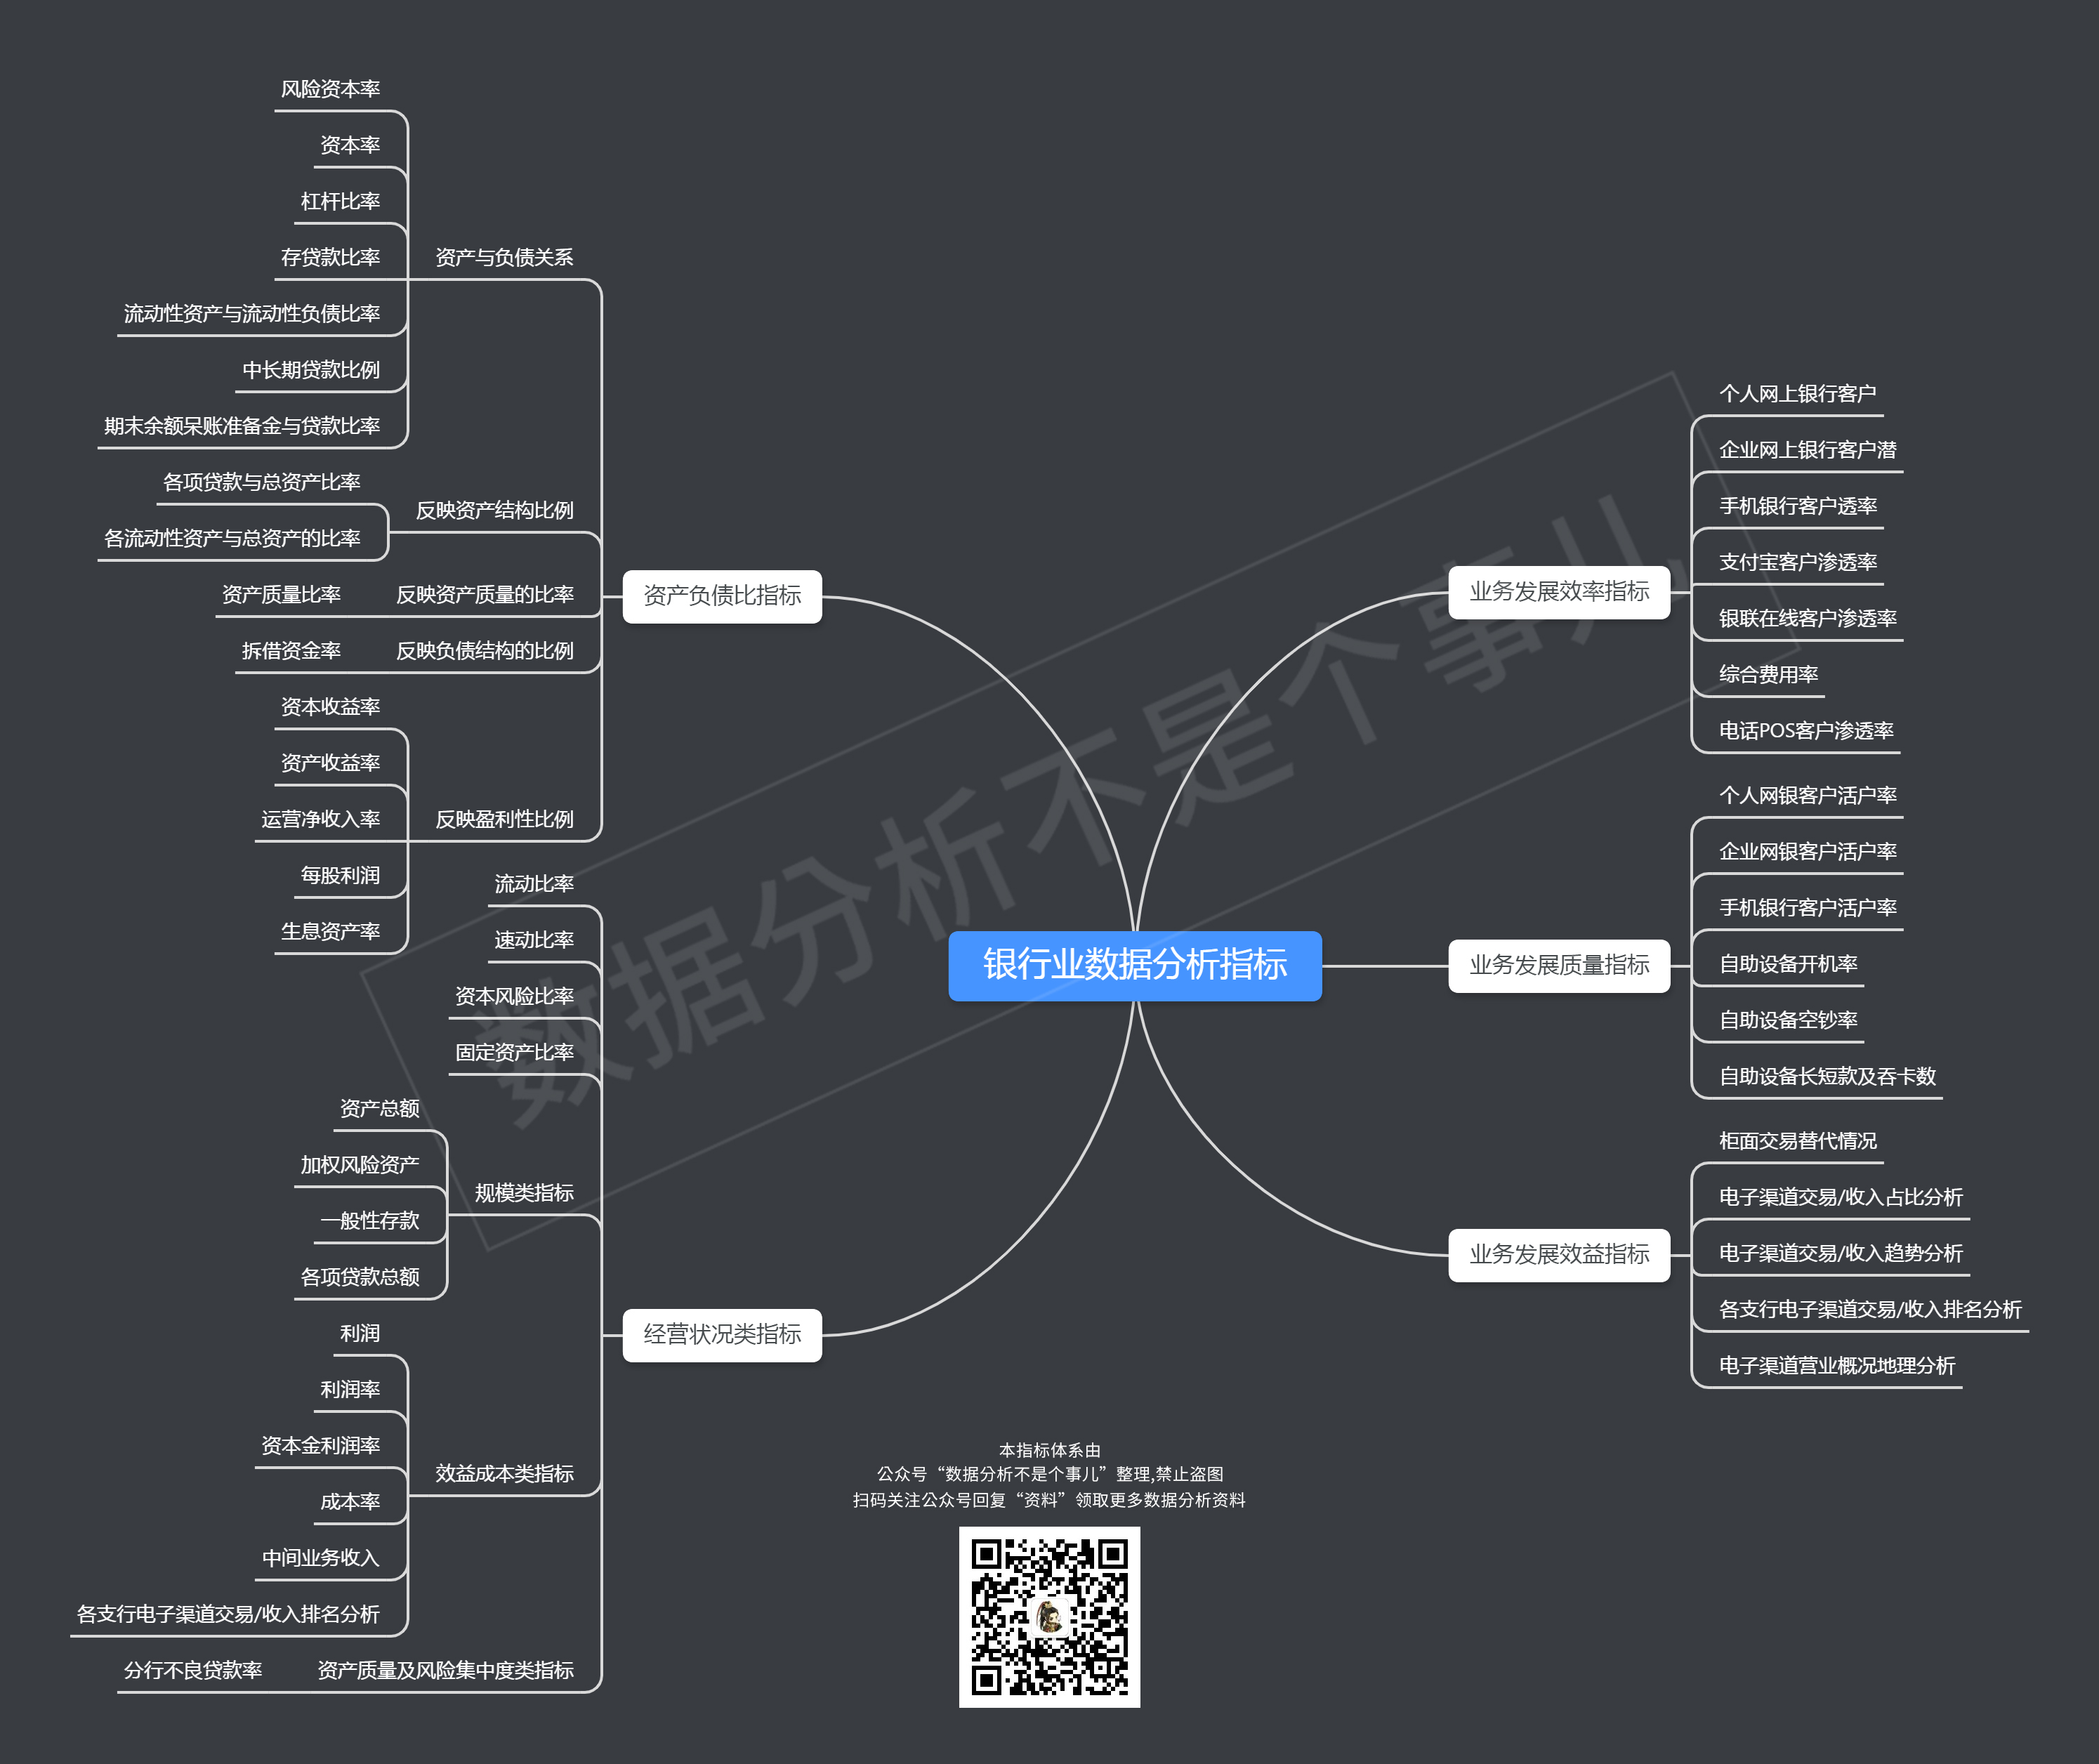 银行业数据分析指标
业务发展效率指标
个人网上银行客户
企业网上银行客户潜
手机银行客户透率
支付宝客户渗透率
银联在线客户渗透率
综合费用率
电话POS客户渗透率
业务发展质量指标
个人网银客户活户率
企业网银客户活户率
手机银行客户活户率
自助设备开机率
自助设备空钞率
自助设备长短款及吞卡数
业务发展效益指标
柜面交易替代情况
电子渠道交易/收入占比分析
电子渠道交易/收入趋势分析
各支行电子渠道交易/收入排名分析
电子渠道营业概况地理分析
资产负债比指标
资产与负债关系
风险资本率
资本率
杠杆比率
存贷款比率
流动性资产与流动性负债比率
中长期贷款比例
期末余额呆账准备金与贷款比率
反映资产结构比例
各项贷款与总资产比率
各流动性资产与总资产的比率
反映资产质量的比率
资产质量比率
反映负债结构的比例
拆借资金率
反映盈利性比例
资本收益率
资产收益率
运营净收入率
每股利润
生息资产率
经营状况类指标
流动比率
速动比率
资本风险比率
固定资产比率
规模类指标
资产总额
加权风险资产
一般性存款
各项贷款总额
效益成本类指标
利润
利润率
资本金利润率
成本率
中间业务收入
各支行电子渠道交易/收入排名分析
资产质量及风险集中度类指标
分行不良贷款率
数据分析不是个事儿
本指标体系由
公众号“数据分析不是个事儿”整理,禁止盗图
扫码关注公众号回复“资料”领取更多数据分析资料